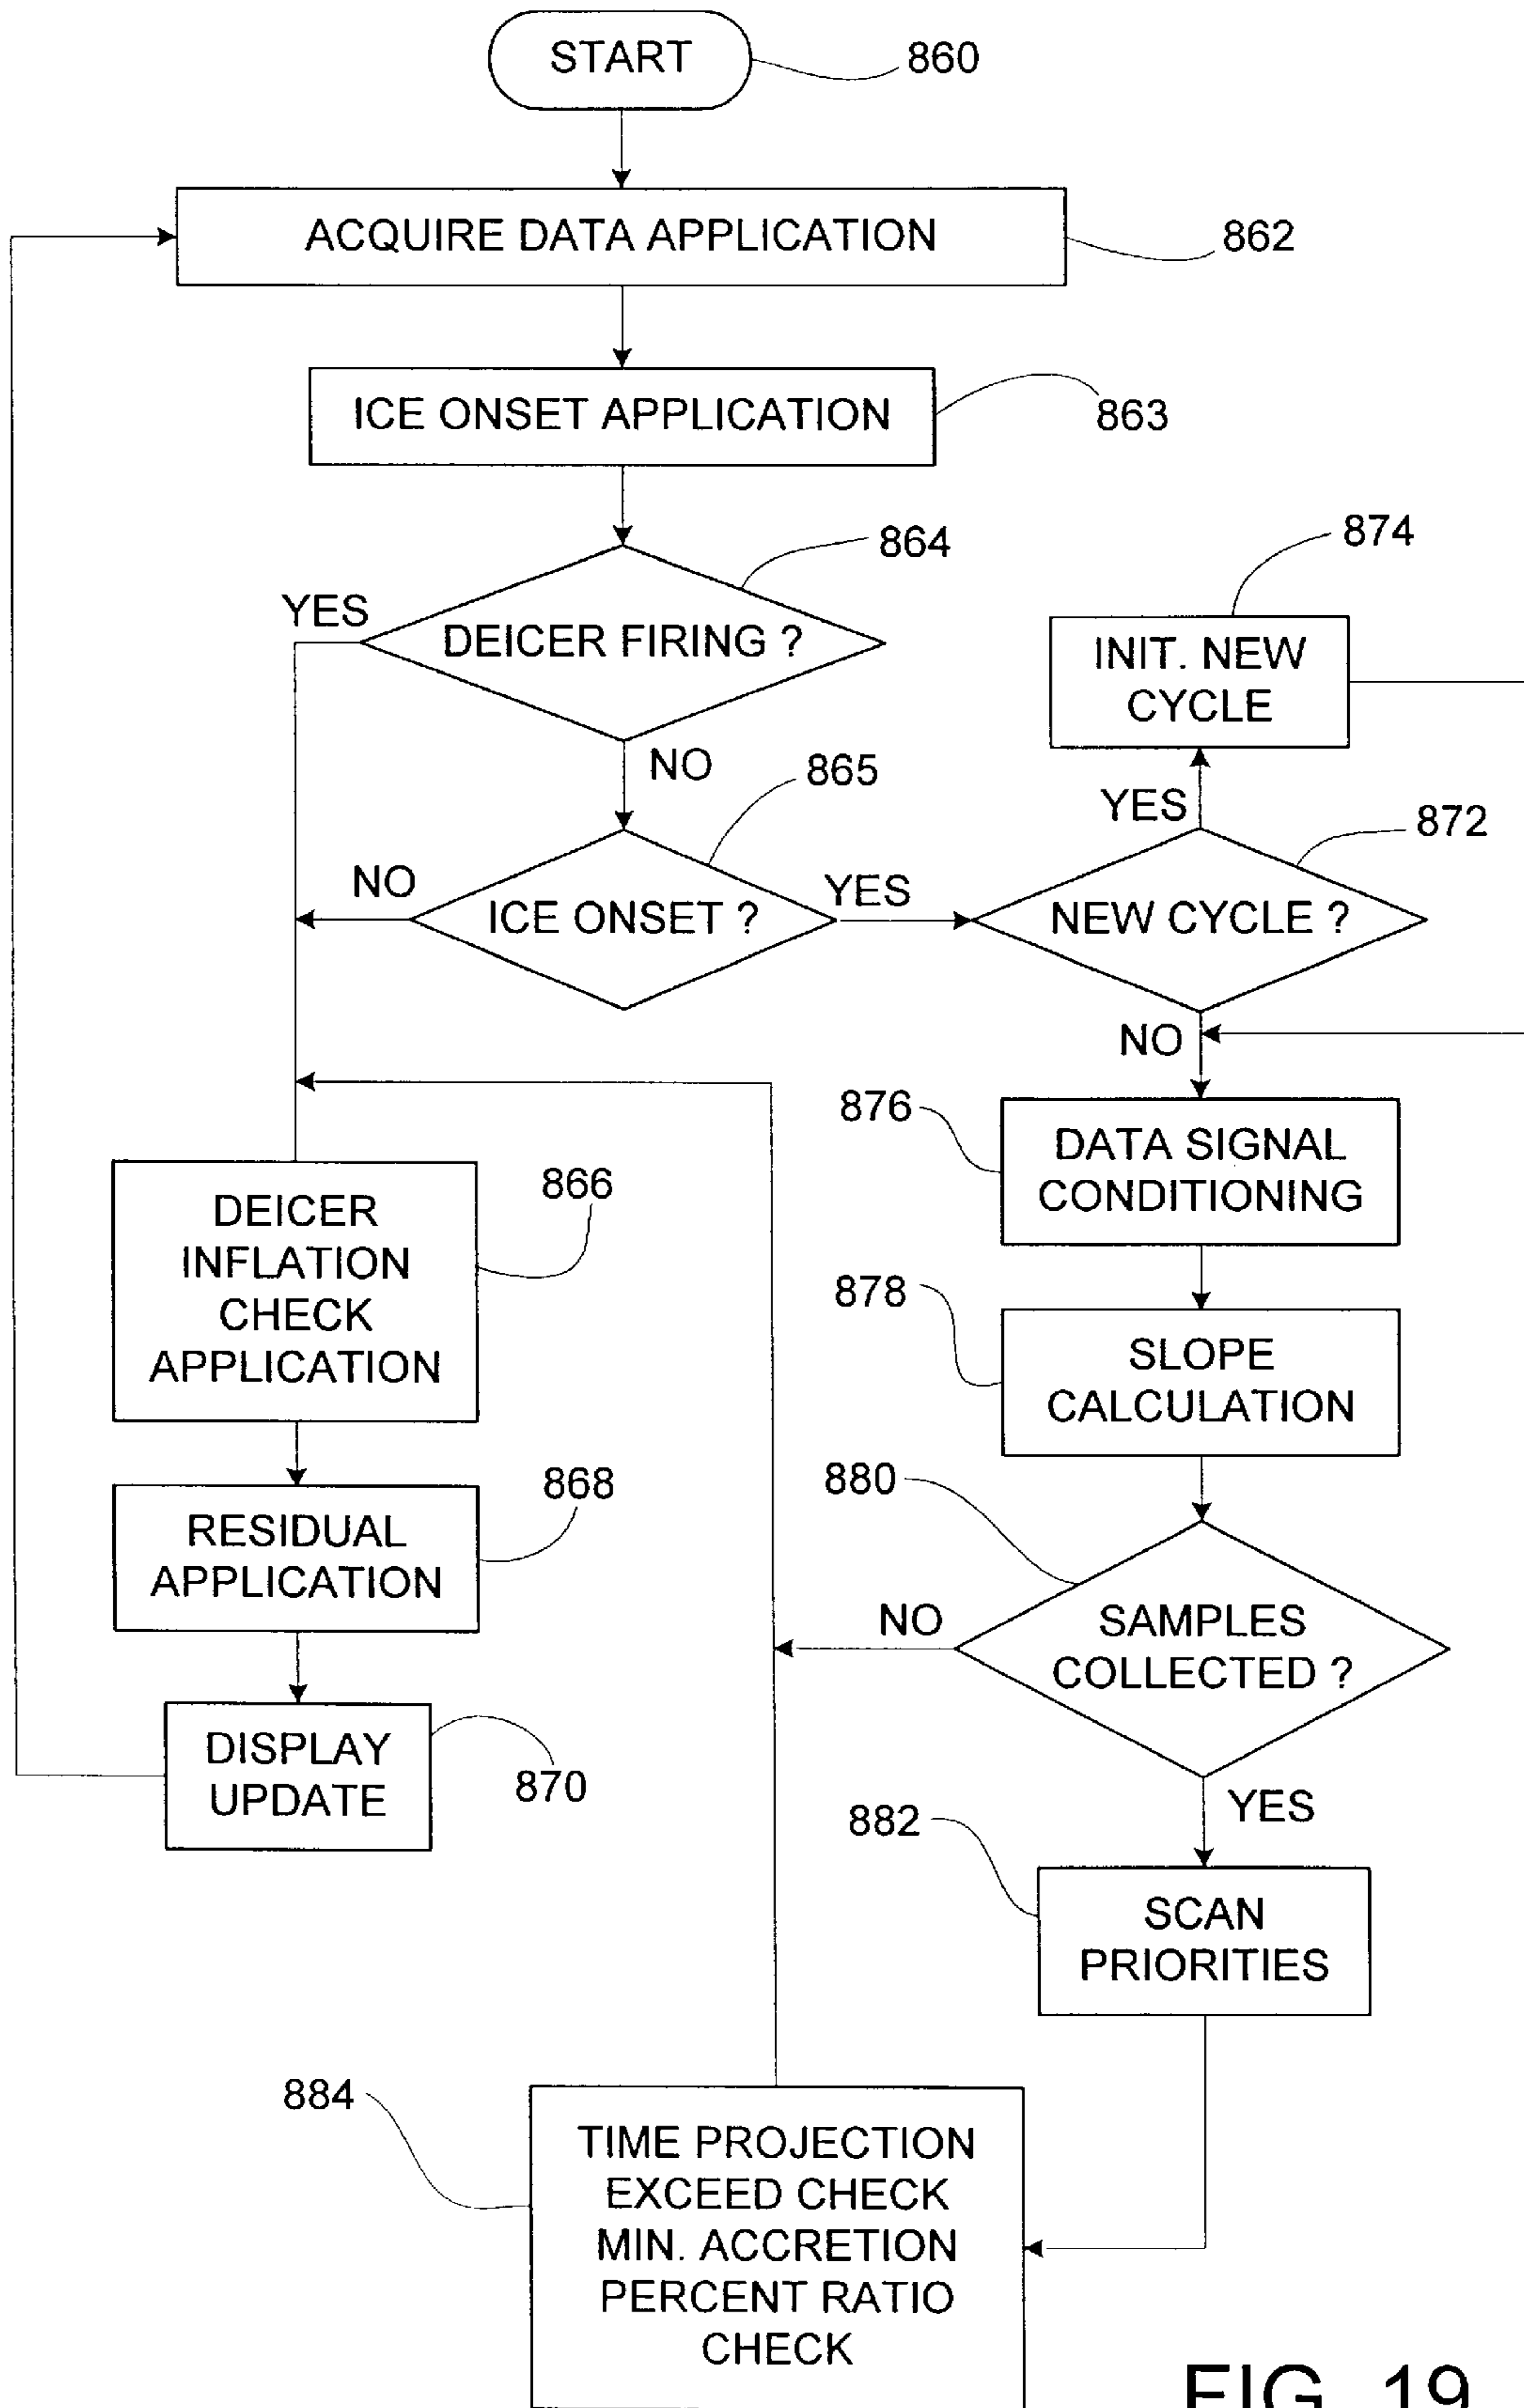 START
860
ACQUIRE DATA APPLICATION
862
ICE ONSET APPLICATION
863
864
YES
DEICER FIRING ?
NO
865
NO
ICE ONSET ?
YES
874
INIT. NEW
CYCLE
YES
872
NEW CYCLE ?
NO
876
DATA SIGNAL
CONDITIONING
866
DEICER
INFLATION
CHECK
APPLICATION
878
SLOPE
CALCULATION
868
RESIDUAL
APPLICATION
880
NO
SAMPLES
COLLECTED ?
DISPLAY
UPDATE
870
YES
882
SCAN
PRIORITIES
884
TIME PROJECTION
EXCEED CHECK
MIN. ACCRETION
PERCENT RATIO
CHECK
FIG. 19